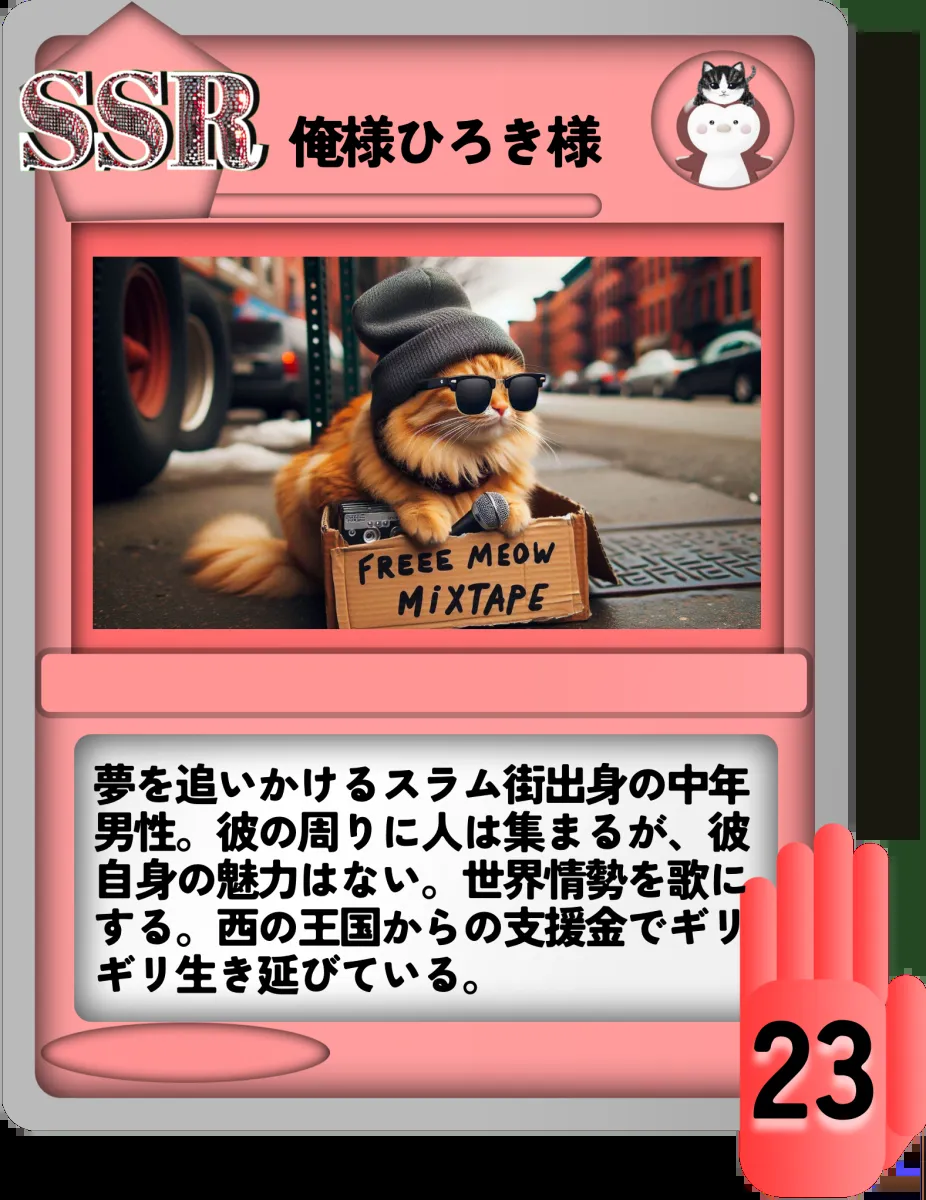 SSR
俺様ひろき様
FREEE MEOW
MiXTAPE
夢を追いかけるスラム街出身の中年
男性。彼の周りに人は集まるが、彼
自身の魅力はない。世界情勢を歌に
する。西の王国からの支援金でギリ
ギリ生き延びている。
23